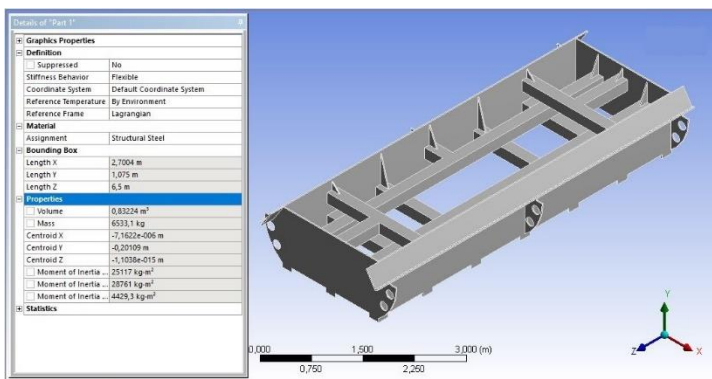 Details of "Part 1"
Graphics Properties
Definition
Suppressed No
Stiffness Behavior Flexible
Coordinate System Default Coordinate System
Reference Temperature By Environment
Reference Frame Lagrangian
Material
Assignment Structural Steel
Bounding Box
Length X 2,7004 m
Length Y 1,075 m
Length Z 6,5 m
Properties
Volume 0,83224 m³
Mass 6533,1 kg
Centroid X -7,1622e-006 m
Centroid Y -0,20109 m
Centroid Z -1,1038e-015 m
Moment of Inertia ... 25117 kg·m²
Moment of Inertia ... 28761 kg·m²
Moment of Inertia ... 4429,3 kg·m²
Statistics
0,000 1,500 3,000 (m)
0,750 2,250
Y
Z X